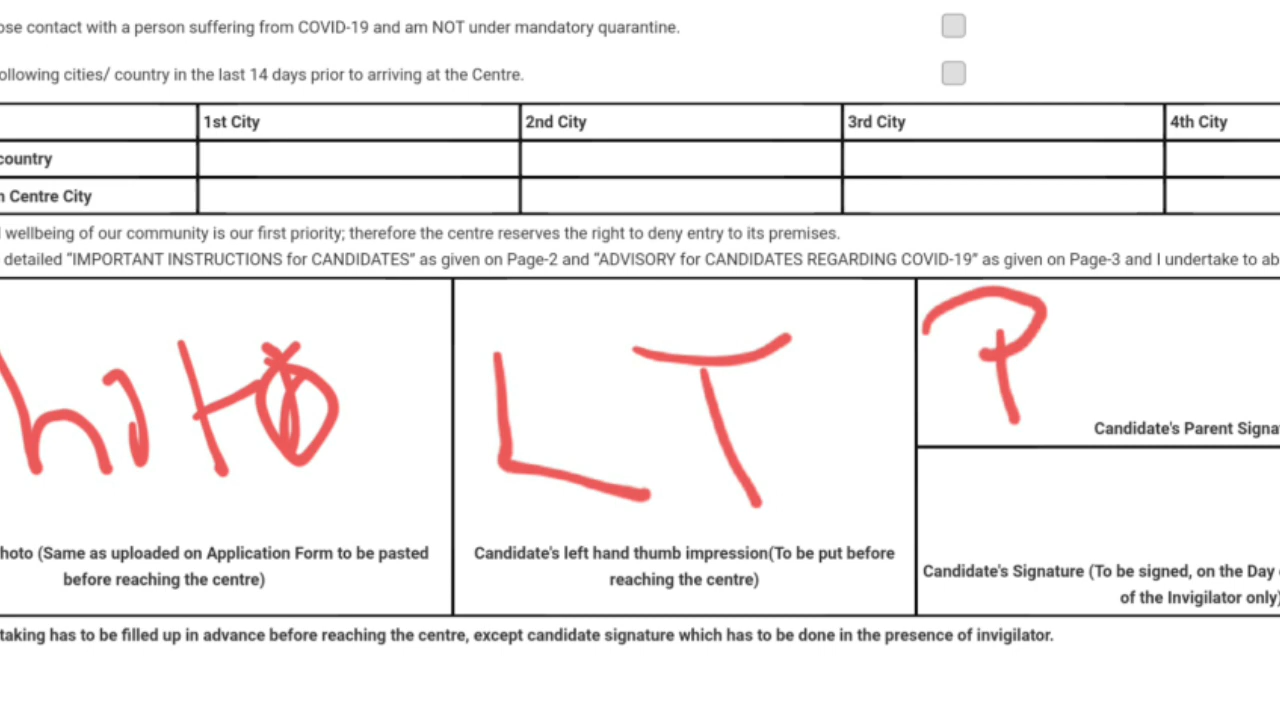 ose contact with a person suffering from COVID-19 and am NOT under mandatory quarantine.
ollowing cities/ country in the last 14 days prior to arriving at the Centre.
1st City 2nd City 3rd City 4th City
country
n Centre City
l wellbeing of our community is our first priority; therefore the centre reserves the right to deny entry to its premises.
detailed “IMPORTANT INSTRUCTIONS for CANDIDATES” as given on Page-2 and “ADVISORY for CANDIDATES REGARDING COVID-19” as given on Page-3 and I undertake to ab
hoto L T P
Candidate's Parent Signa
hoto (Same as uploaded on Application Form to be pasted
before reaching the centre)
Candidate's left hand thumb impression(To be put before
reaching the centre)
Candidate's Signature (To be signed, on the Day
of the Invigilator only)
taking has to be filled up in advance before reaching the centre, except candidate signature which has to be done in the presence of invigilator.